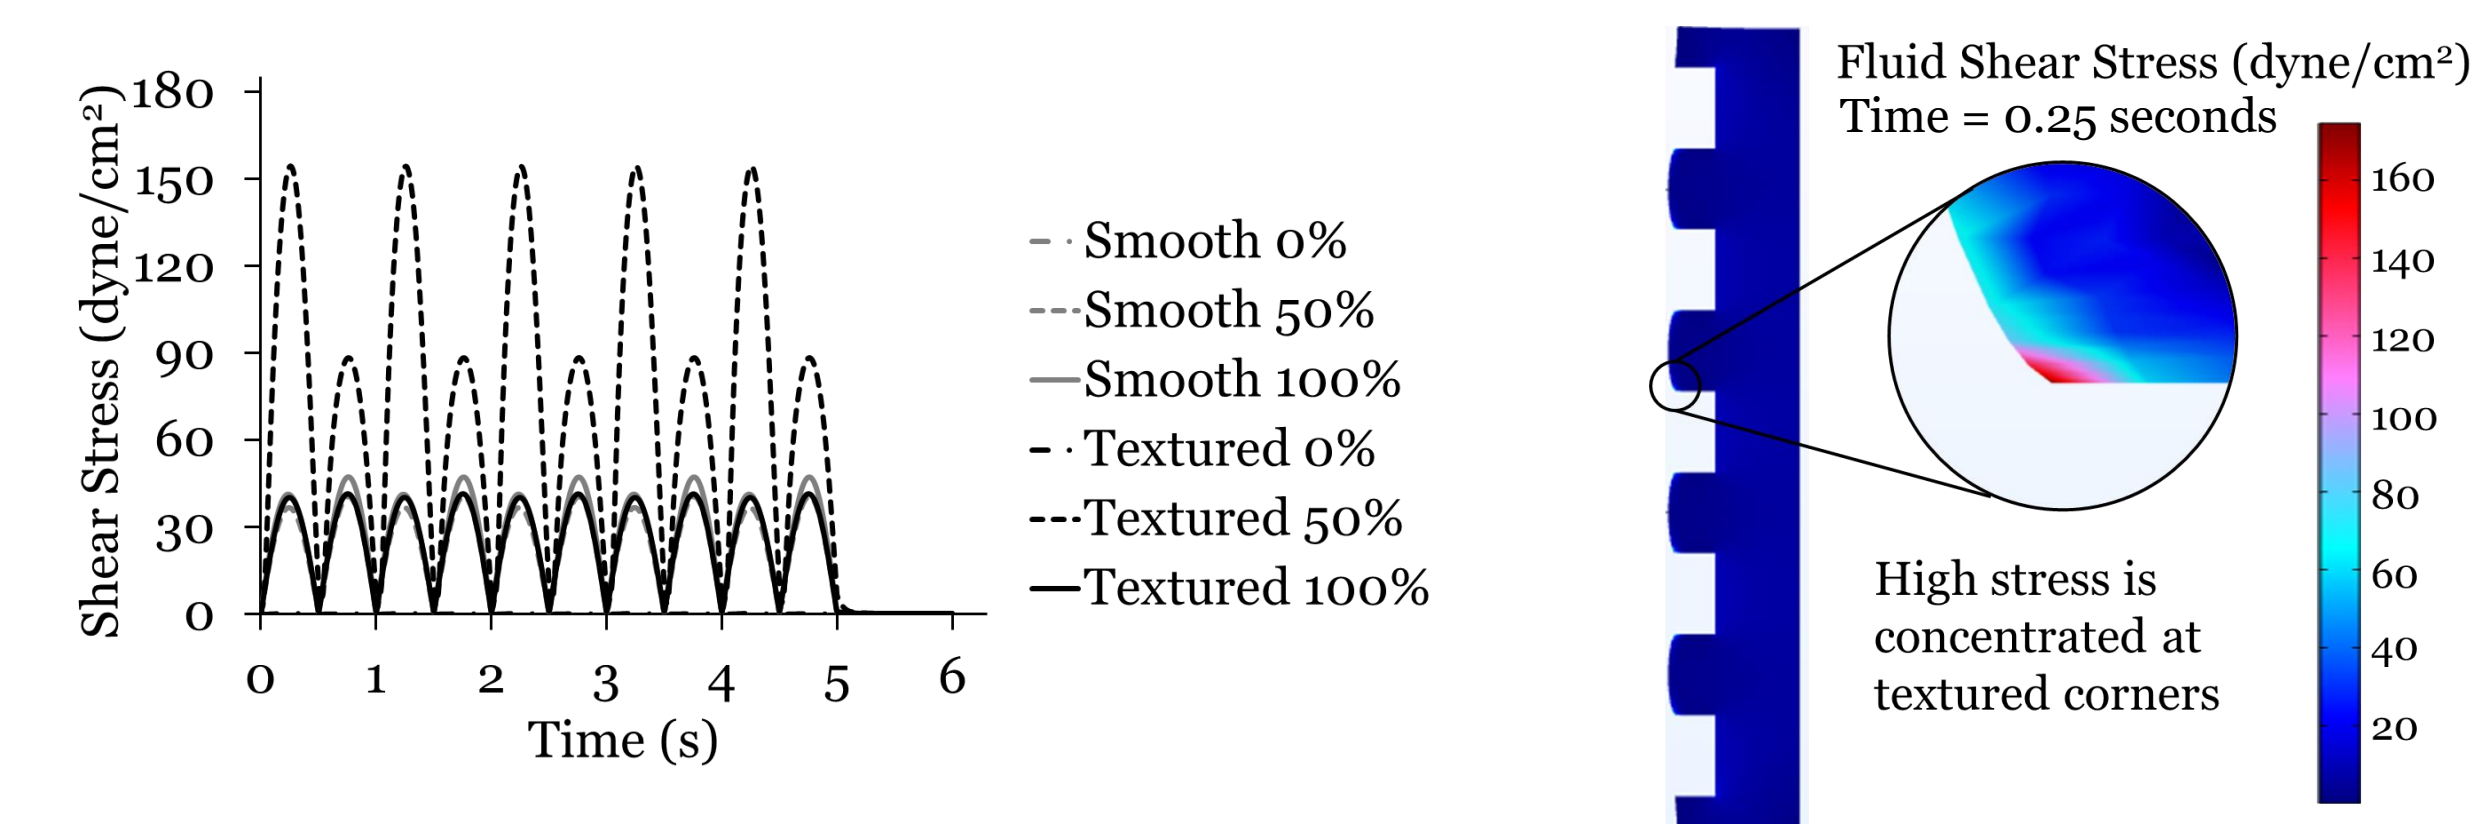 Shear Stress (dyne/cm²)
180
150
120
90
60
30
0
0 1 2 3 4 5 6
Time (s)
Smooth 0%
Smooth 50%
Smooth 100%
Textured 0%
Textured 50%
Textured 100%
Fluid Shear Stress (dyne/cm²)
Time = 0.25 seconds
160
140
120
100
80
60
40
20
High stress is
concentrated at
textured corners